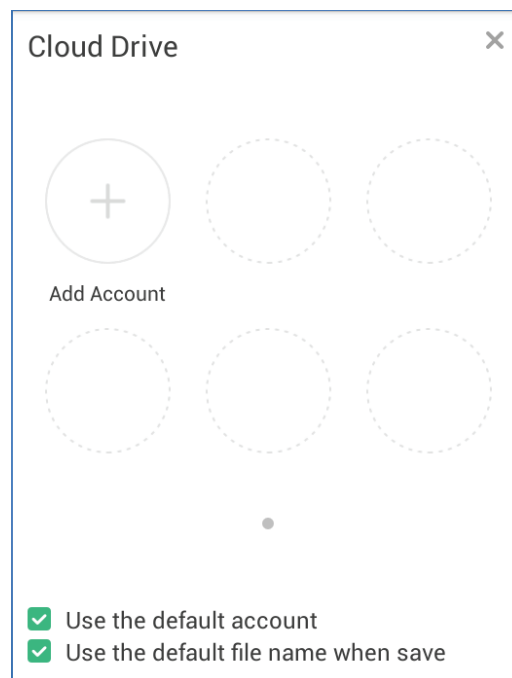 Cloud Drive
Add Account
Use the default account
Use the default file name when save